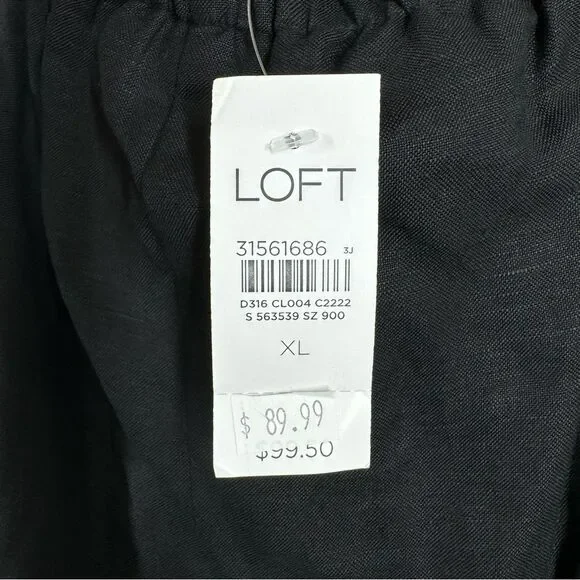 LOFT
31561686 3J
D316 CL004 C2222
S 563539 SZ 900
XL
$ 89.99
$99.50